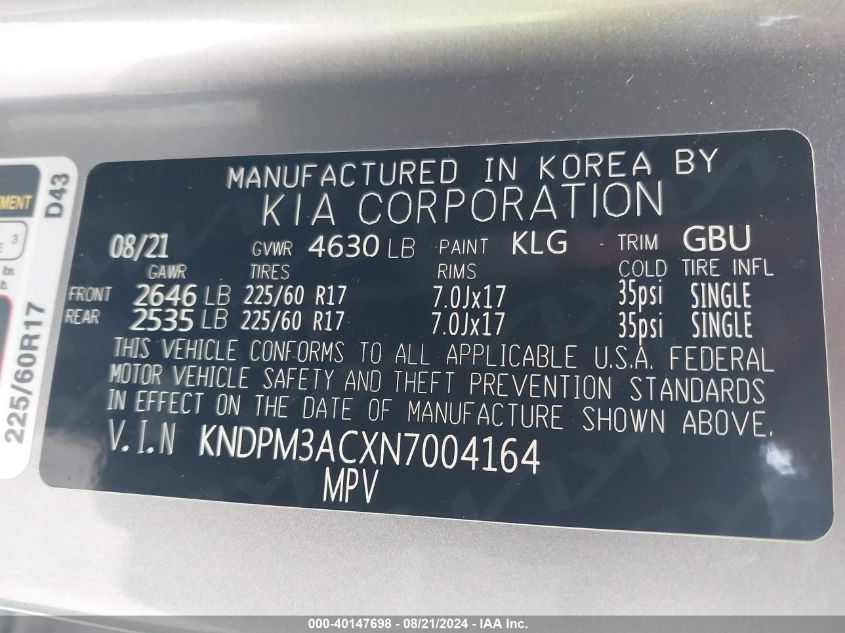 MANUFACTURED IN KOREA BY
KIA CORPORATION
08/21 GVWR 4630 LB PAINT KLG TRIM GBU
GAWR TIRES RIMS COLD TIRE INFL
FRONT 2646 LB 225/60 R17 7.0Jx17 35psi SINGLE
REAR 2535 LB 225/60 R17 7.0Jx17 35psi SINGLE
THIS VEHICLE CONFORMS TO ALL APPLICABLE U.S.A. FEDERAL
MOTOR VEHICLE SAFETY AND THEFT PREVENTION STANDARDS
IN EFFECT ON THE DATE OF MANUFACTURE SHOWN ABOVE.
V.I.N KNDPM3ACXN7004164
MPV
D43
3
225/60R17
000-40147698 - 08/21/2024 - IAA Inc.